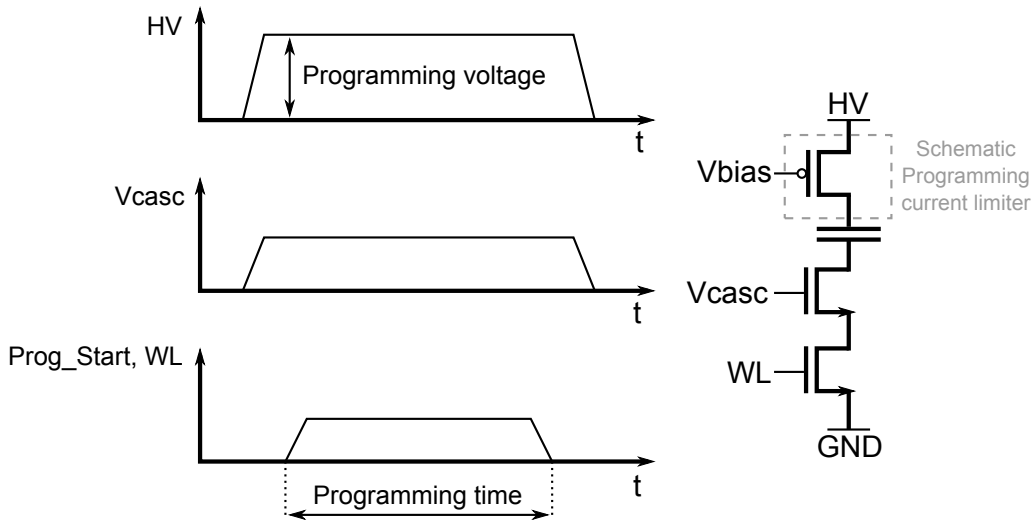 HV
Programming voltage
t
Vcasc
t
Prog_Start, WL
Programming time
t
HV
Vbias
Schematic
Programming
current limiter
Vcasc
WL
GND